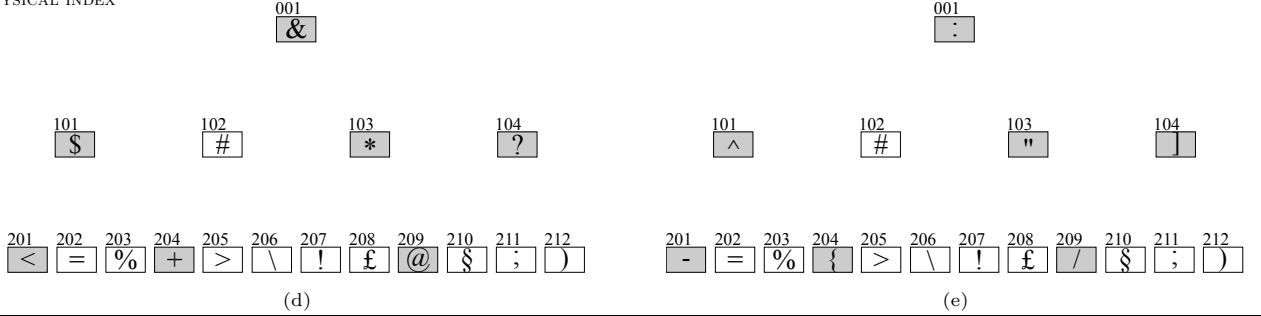 YSICAL INDEX
001 001
& :
101 102 103 104 101 102 103 104
$ # * ? ^ # " ]
201 202 203 204 205 206 207 208 209 210 211 212 201 202 203 204 205 206 207 208 209 210 211 212
< = % + > \ ! £ @ § ; ) - = % { > \ ! £ / § ; )
(d) (e)